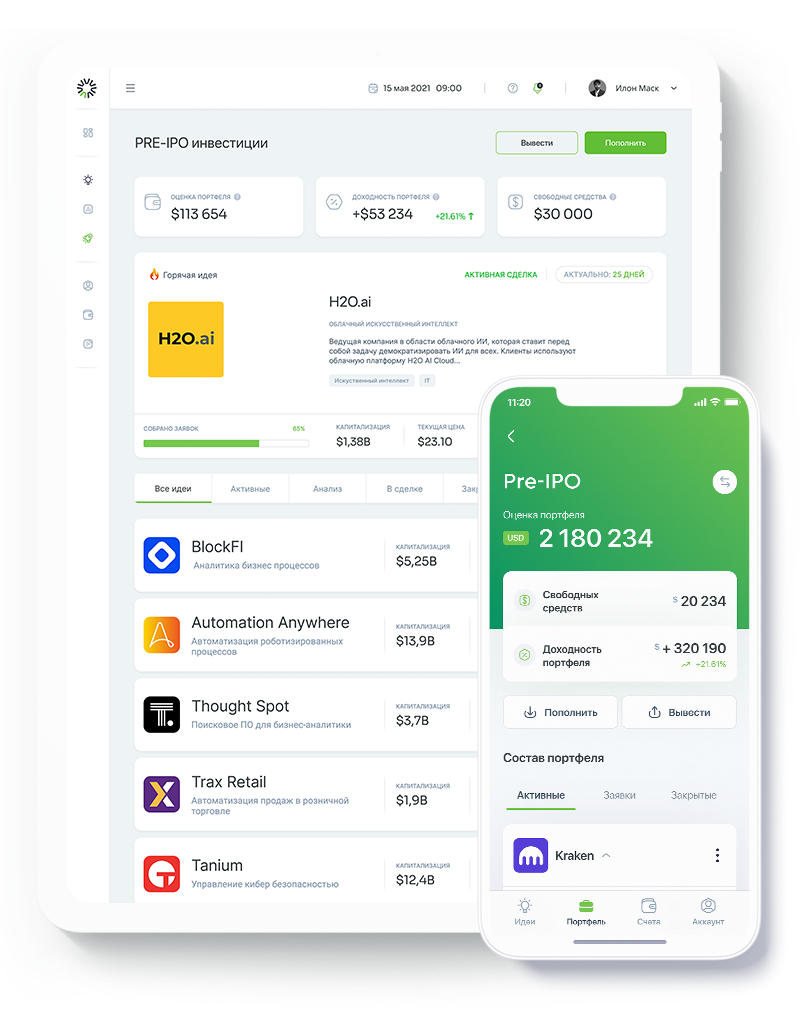 15 мая 2021 09:00
Илон Маск
PRE-IPO инвестиции
Вывести
Пополнить
ОЦЕНКА ПОРТФЕЛЯ
$113 654
ДОХОДНОСТЬ ПОРТФЕЛЯ
+$53 234
+21.61%
СВОБОДНЫЕ СРЕДСТВА
$30 000
Горячая идея
АКТИВНАЯ СДЕЛКА
АКТУАЛЬНО: 25 ДНЕЙ
H2O.ai
H2O.ai
ОБЛАЧНЫЙ ИСКУССТВЕННЫЙ ИНТЕЛЛЕКТ
Ведущая компания в области облачного ИИ, которая ставит перед
собой задачу демократизировать ИИ для всех. Клиенты используют
облачную платформу H2O AI Cloud...
Искуственный интеллект
IT
СОБРАНО ЗАЯВОК
65%
КАПИТАЛИЗАЦИЯ
$1,38B
ТЕКУЩАЯ ЦЕНА
$23.10
Все идеи
Активные
Анализ
В сделке
Зак
BlockFI
Аналитика бизнес процессов
КАПИТАЛИЗАЦИЯ
$5,25B
Automation Anywhere
Автоматизация роботизированных
процессов
КАПИТАЛИЗАЦИЯ
$13,9B
Thought Spot
Поисковое ПО для бизнес-аналитики
КАПИТАЛИЗАЦИЯ
$3,7B
Trax Retail
Автоматизация продаж в розничной
торговле
КАПИТАЛИЗАЦИЯ
$1,9B
Tanium
Управление кибер безопасностью
КАПИТАЛИЗАЦИЯ
$12,4B
11:20
Pre-IPO
Оценка портфеля
USD 2 180 234
Свободных
средств
$ 20 234
Доходность
портфеля
$ + 320 190
+21.61%
Пополнить
Вывести
Состав портфеля
Активные
Заявки
Закрытые
Kraken
Идеи
Портфель
Счета
Аккаунт